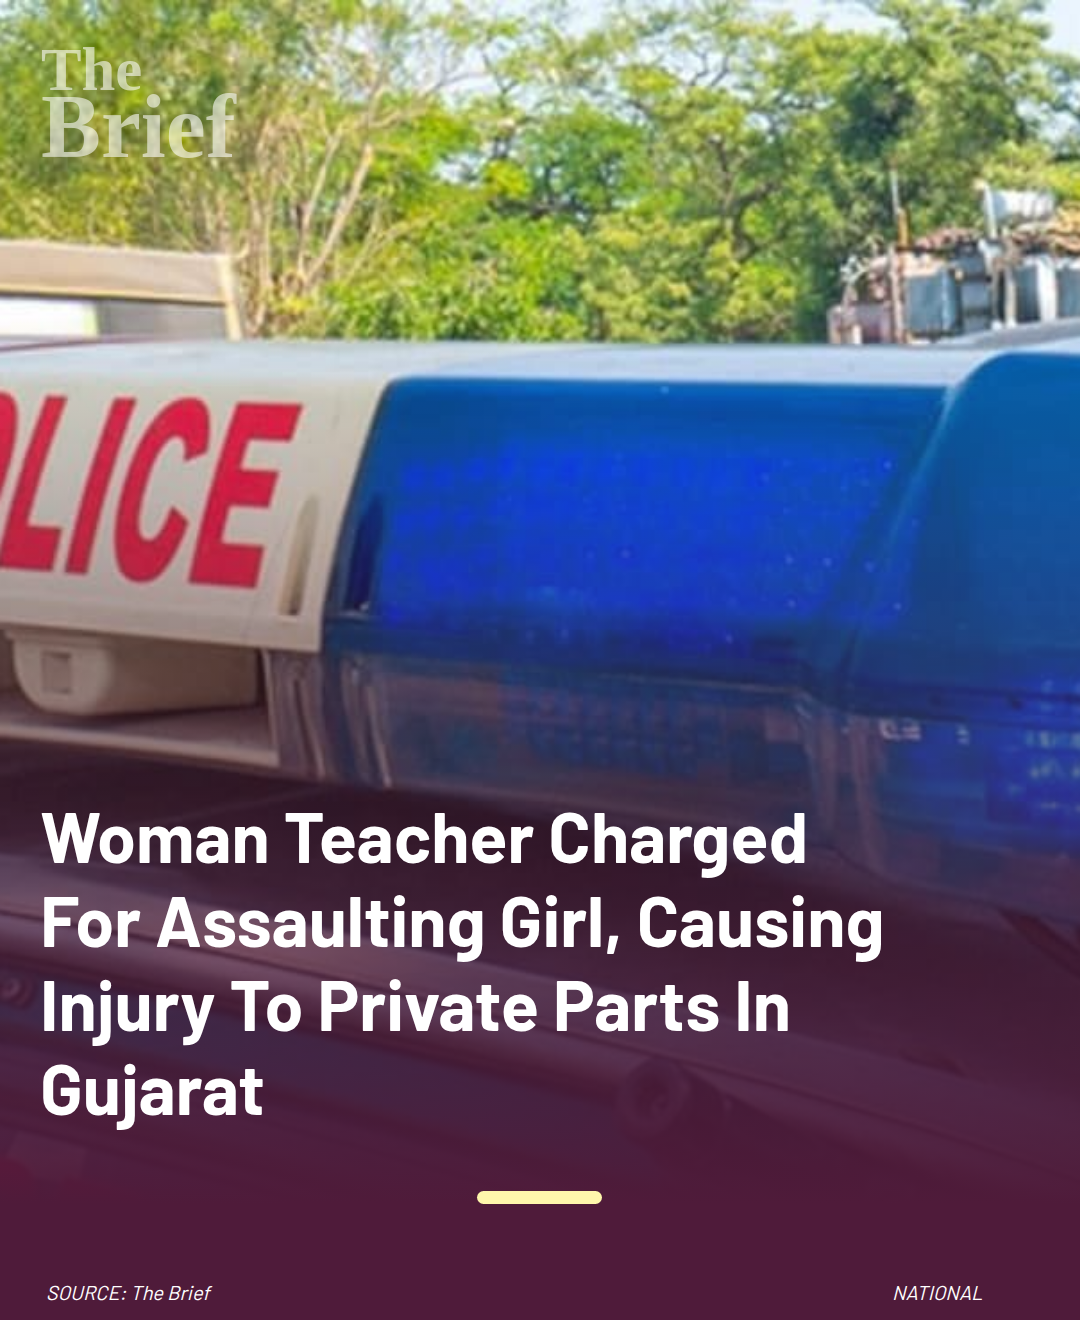 The
Brief
OLICE
Woman Teacher Charged
For Assaulting Girl, Causing
Injury To Private Parts In
Gujarat
SOURCE: The Brief
NATIONAL